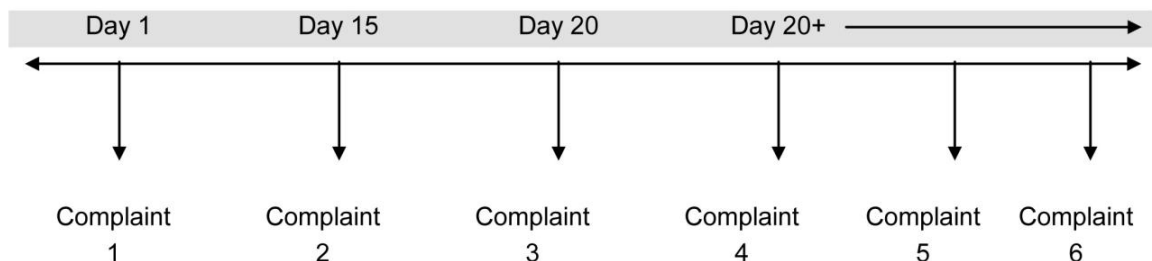 Day 1 Day 15 Day 20 Day 20+
Complaint Complaint Complaint Complaint Complaint Complaint
1 2 3 4 5 6